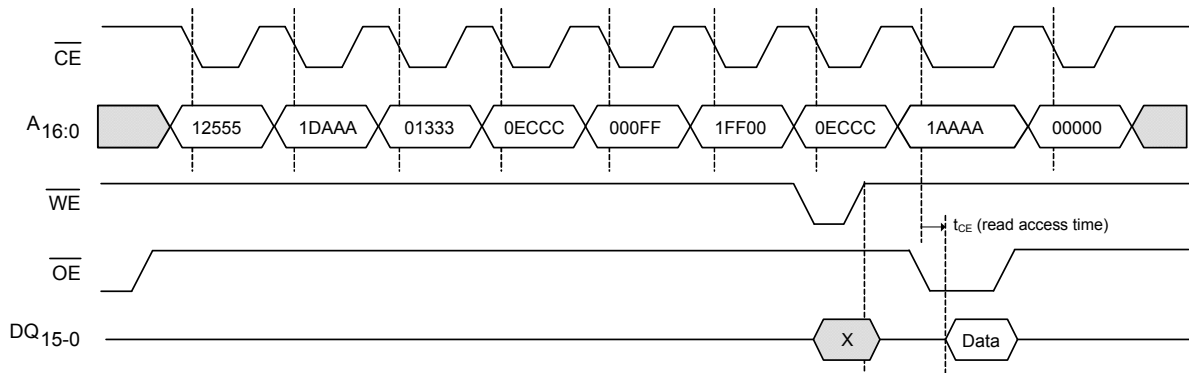 CE
A16:0 12555 1DAAA 01333 0ECCC 000FF 1FF00 0ECCC 1AAAA 00000
WE
tCE (read access time)
OE
DQ15-0 X Data